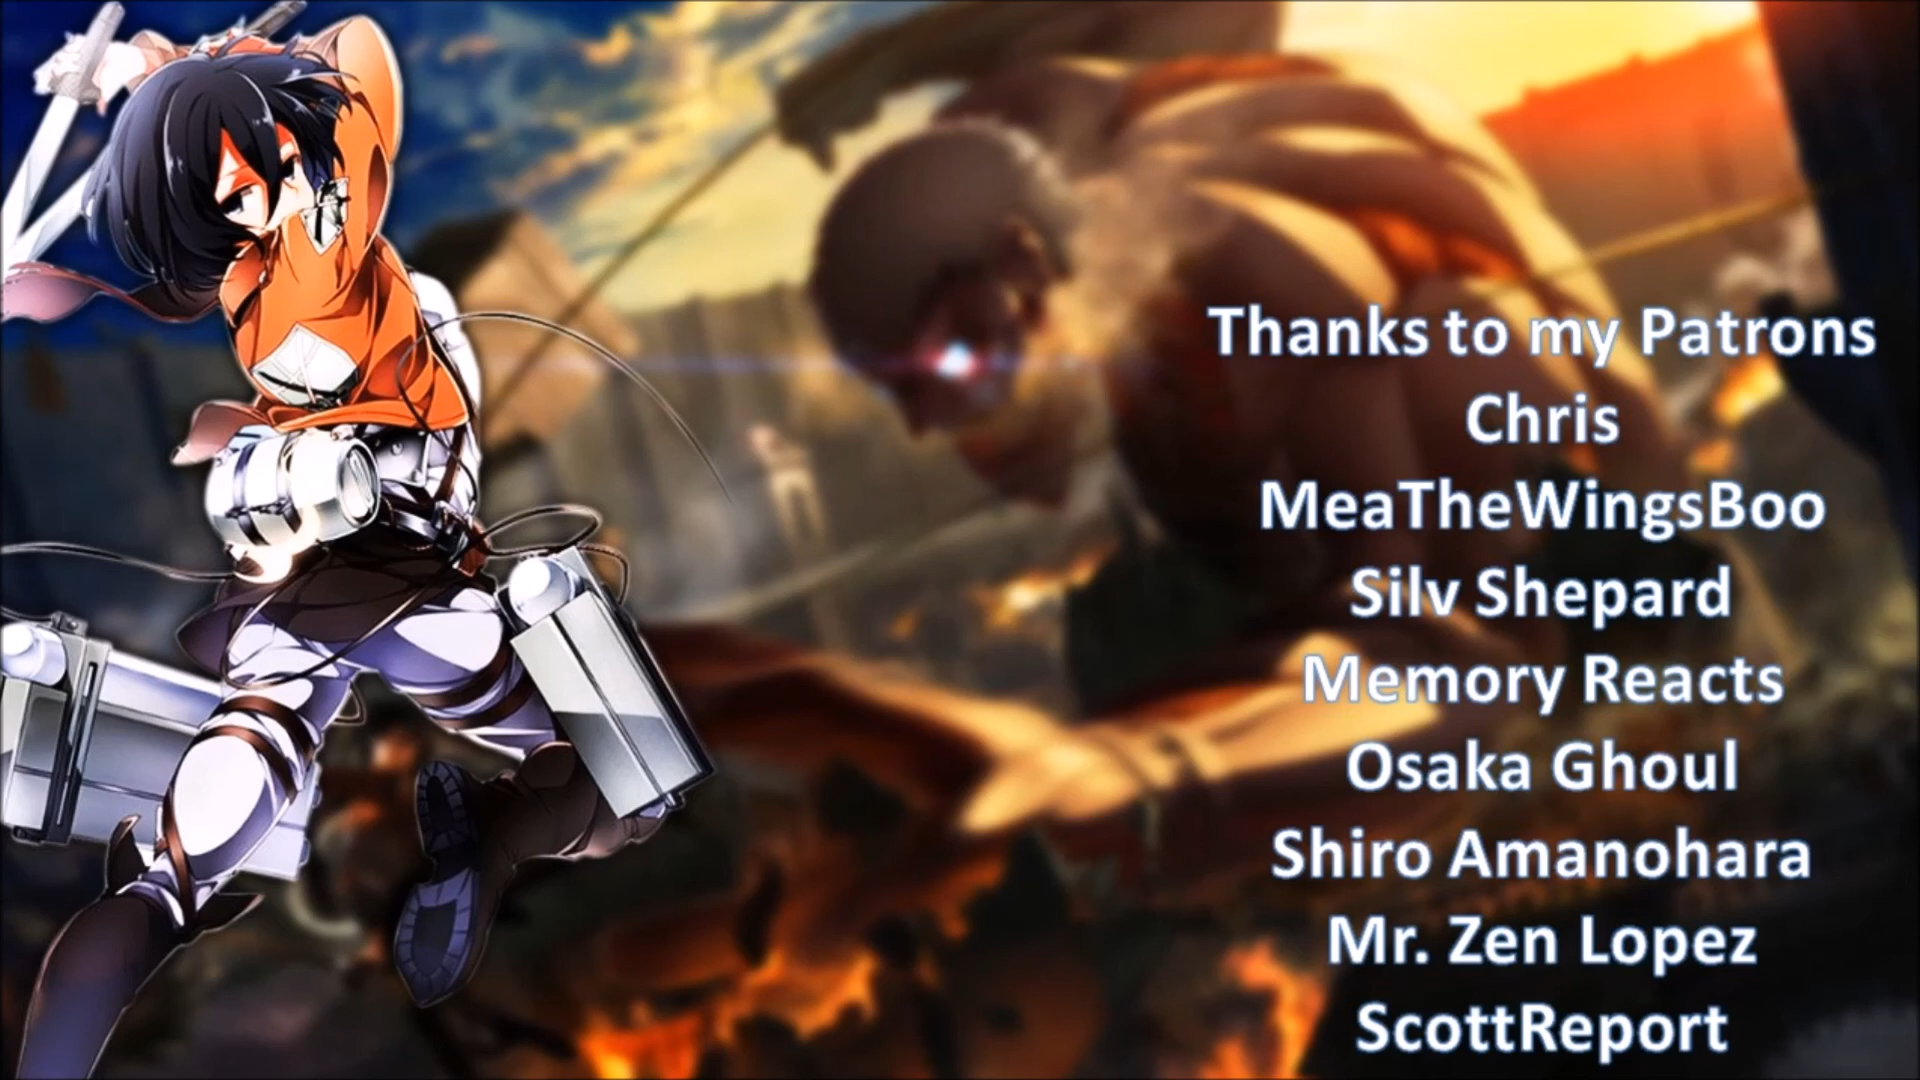 Thanks to my Patrons
Chris
MeaTheWingsBoo
Silv Shepard
Memory Reacts
Osaka Ghoul
Shiro Amanohara
Mr. Zen Lopez
ScottReport